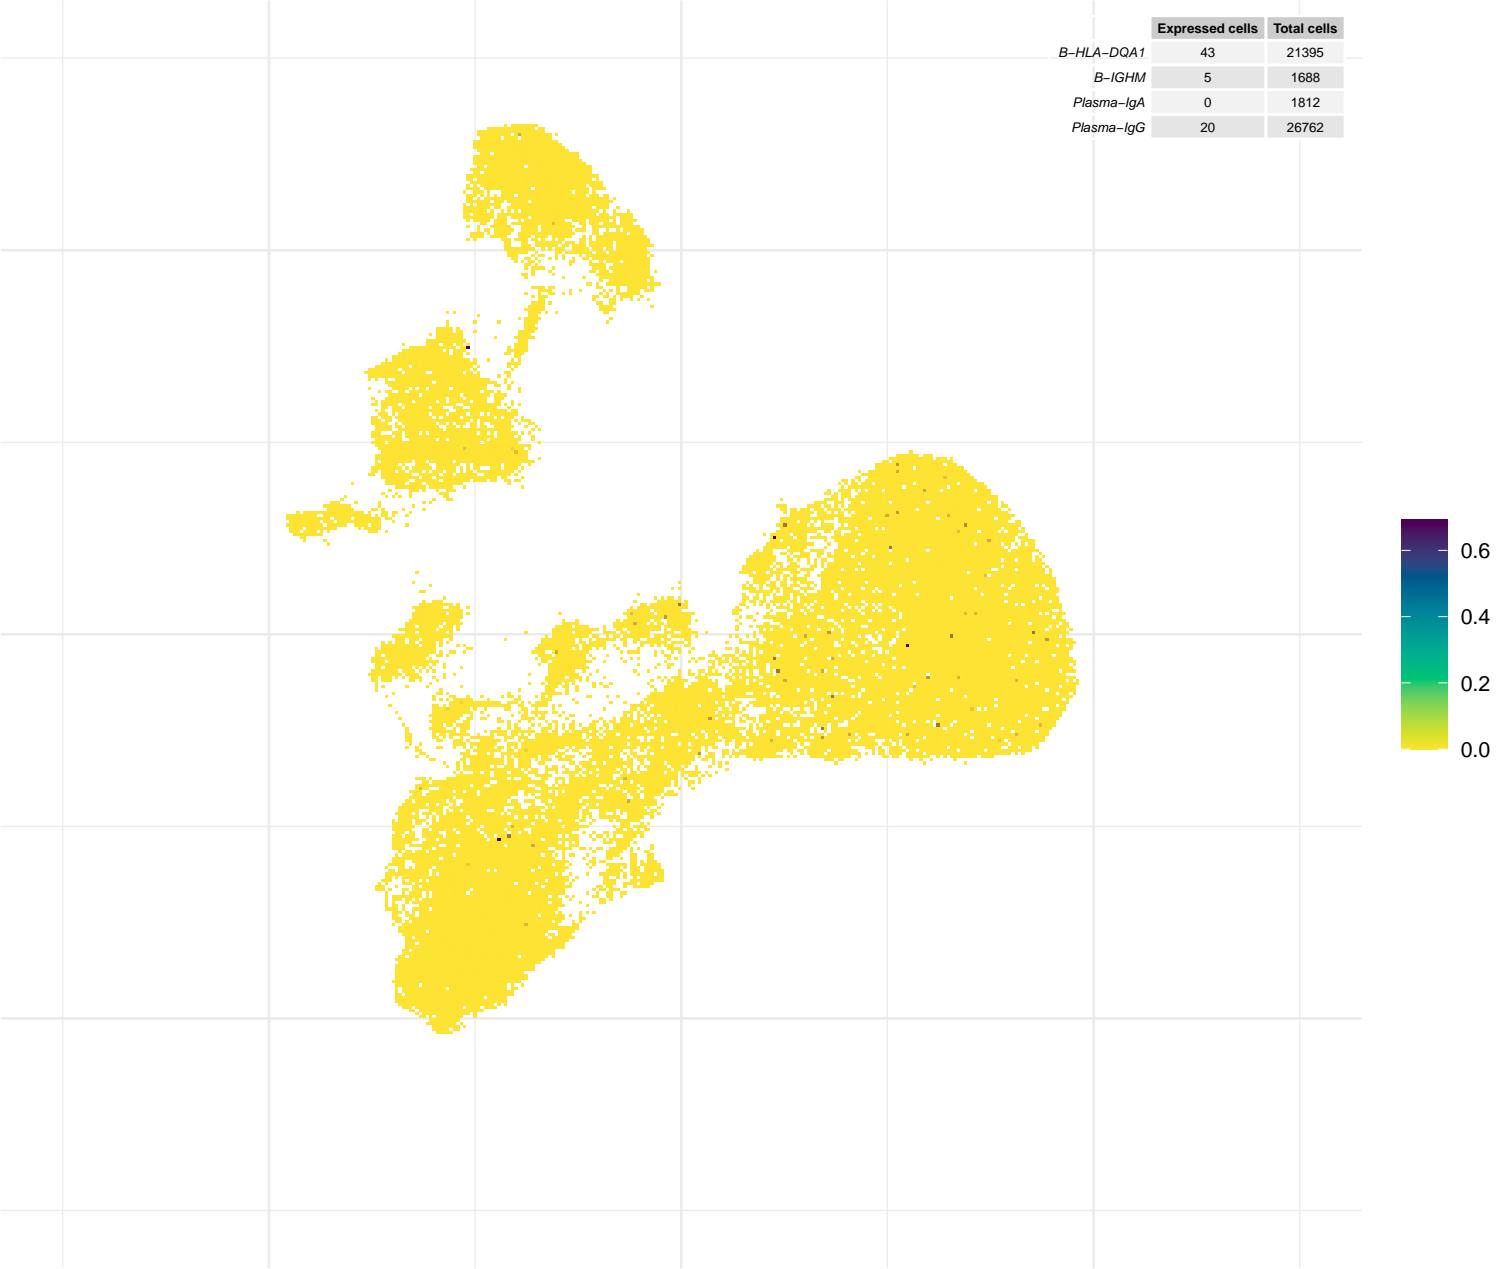 Expressed cells Total cells
B−HLA−DQA1 43 21395
B−IGHM 5 1688
Plasma−IgA 0 1812
Plasma−IgG 20 26762
0.6
0.4
0.2
0.0